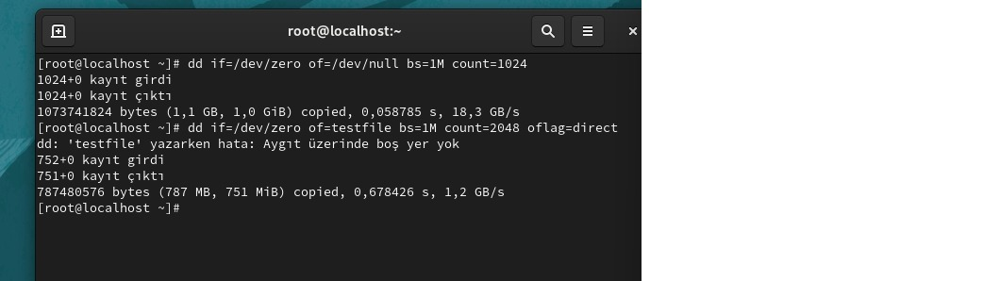 root@localhost:~
[root@localhost ~]# dd if=/dev/zero of=/dev/null bs=1M count=1024
1024+0 kayıt girdi
1024+0 kayıt çıktı
1073741824 bytes (1,1 GB, 1,0 GiB) copied, 0,058785 s, 18,3 GB/s
[root@localhost ~]# dd if=/dev/zero of=testfile bs=1M count=2048 oflag=direct
dd: 'testfile' yazarken hata: Aygıt üzerinde boş yer yok
752+0 kayıt girdi
751+0 kayıt çıktı
787480576 bytes (787 MB, 751 MiB) copied, 0,678426 s, 1,2 GB/s
[root@localhost ~]#